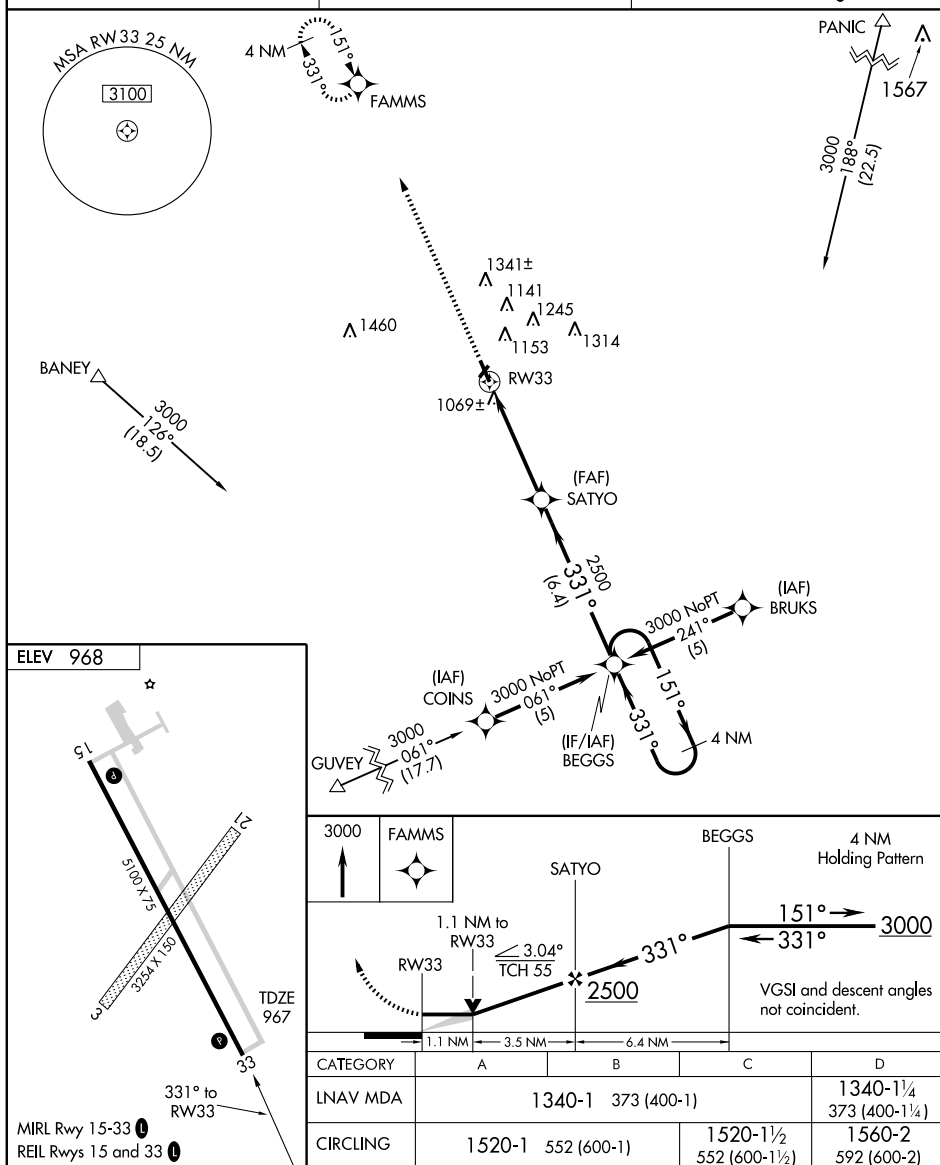 MSA RW33 25 NM
3100
4 NM
151°
331°
FAMMS
PANIC
1567
3000
188°
(22.5)
1341±
1141
1245
1153
1314
1460
RW33
1069±
BANEY
3000
126°
(18.5)
(FAF)
SATYO
2500
331°
(6.4)
(IAF)
BRUKS
3000 NoPT
241°
(5)
(IAF)
COINS
3000 NoPT
061°
(5)
(IF/IAF)
BEGGS
151°
331°
4 NM
GUVEY
3000
061°
(17.7)
ELEV 968
15
P
21
5100 X 75
3254 X 150
3
TDZE
967
P
33
331° to
RW33
MIRL Rwy 15-33 L
REIL Rwys 15 and 33 L
3000
FAMMS
BEGGS
4 NM
Holding Pattern
SATYO
1.1 NM to
RW33
3.04°
TCH 55
RW33
331°
151°
331°
3000
2500
VGSI and descent angles
not coincident.
1.1 NM 3.5 NM 6.4 NM
CATEGORY A B C D
LNAV MDA 1340-1 373 (400-1) 1340-1¼
373 (400-1¼)
CIRCLING 1520-1 552 (600-1) 1520-1½
552 (600-1½)
1560-2
592 (600-2)